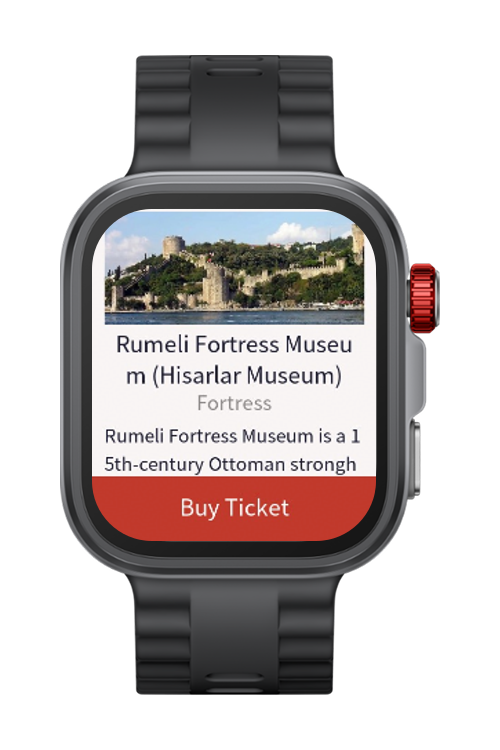 Rumeli Fortress Museu
m (Hisarlar Museum)
Fortress
Rumeli Fortress Museum is a 1
5th-century Ottoman strongh
Buy Ticket